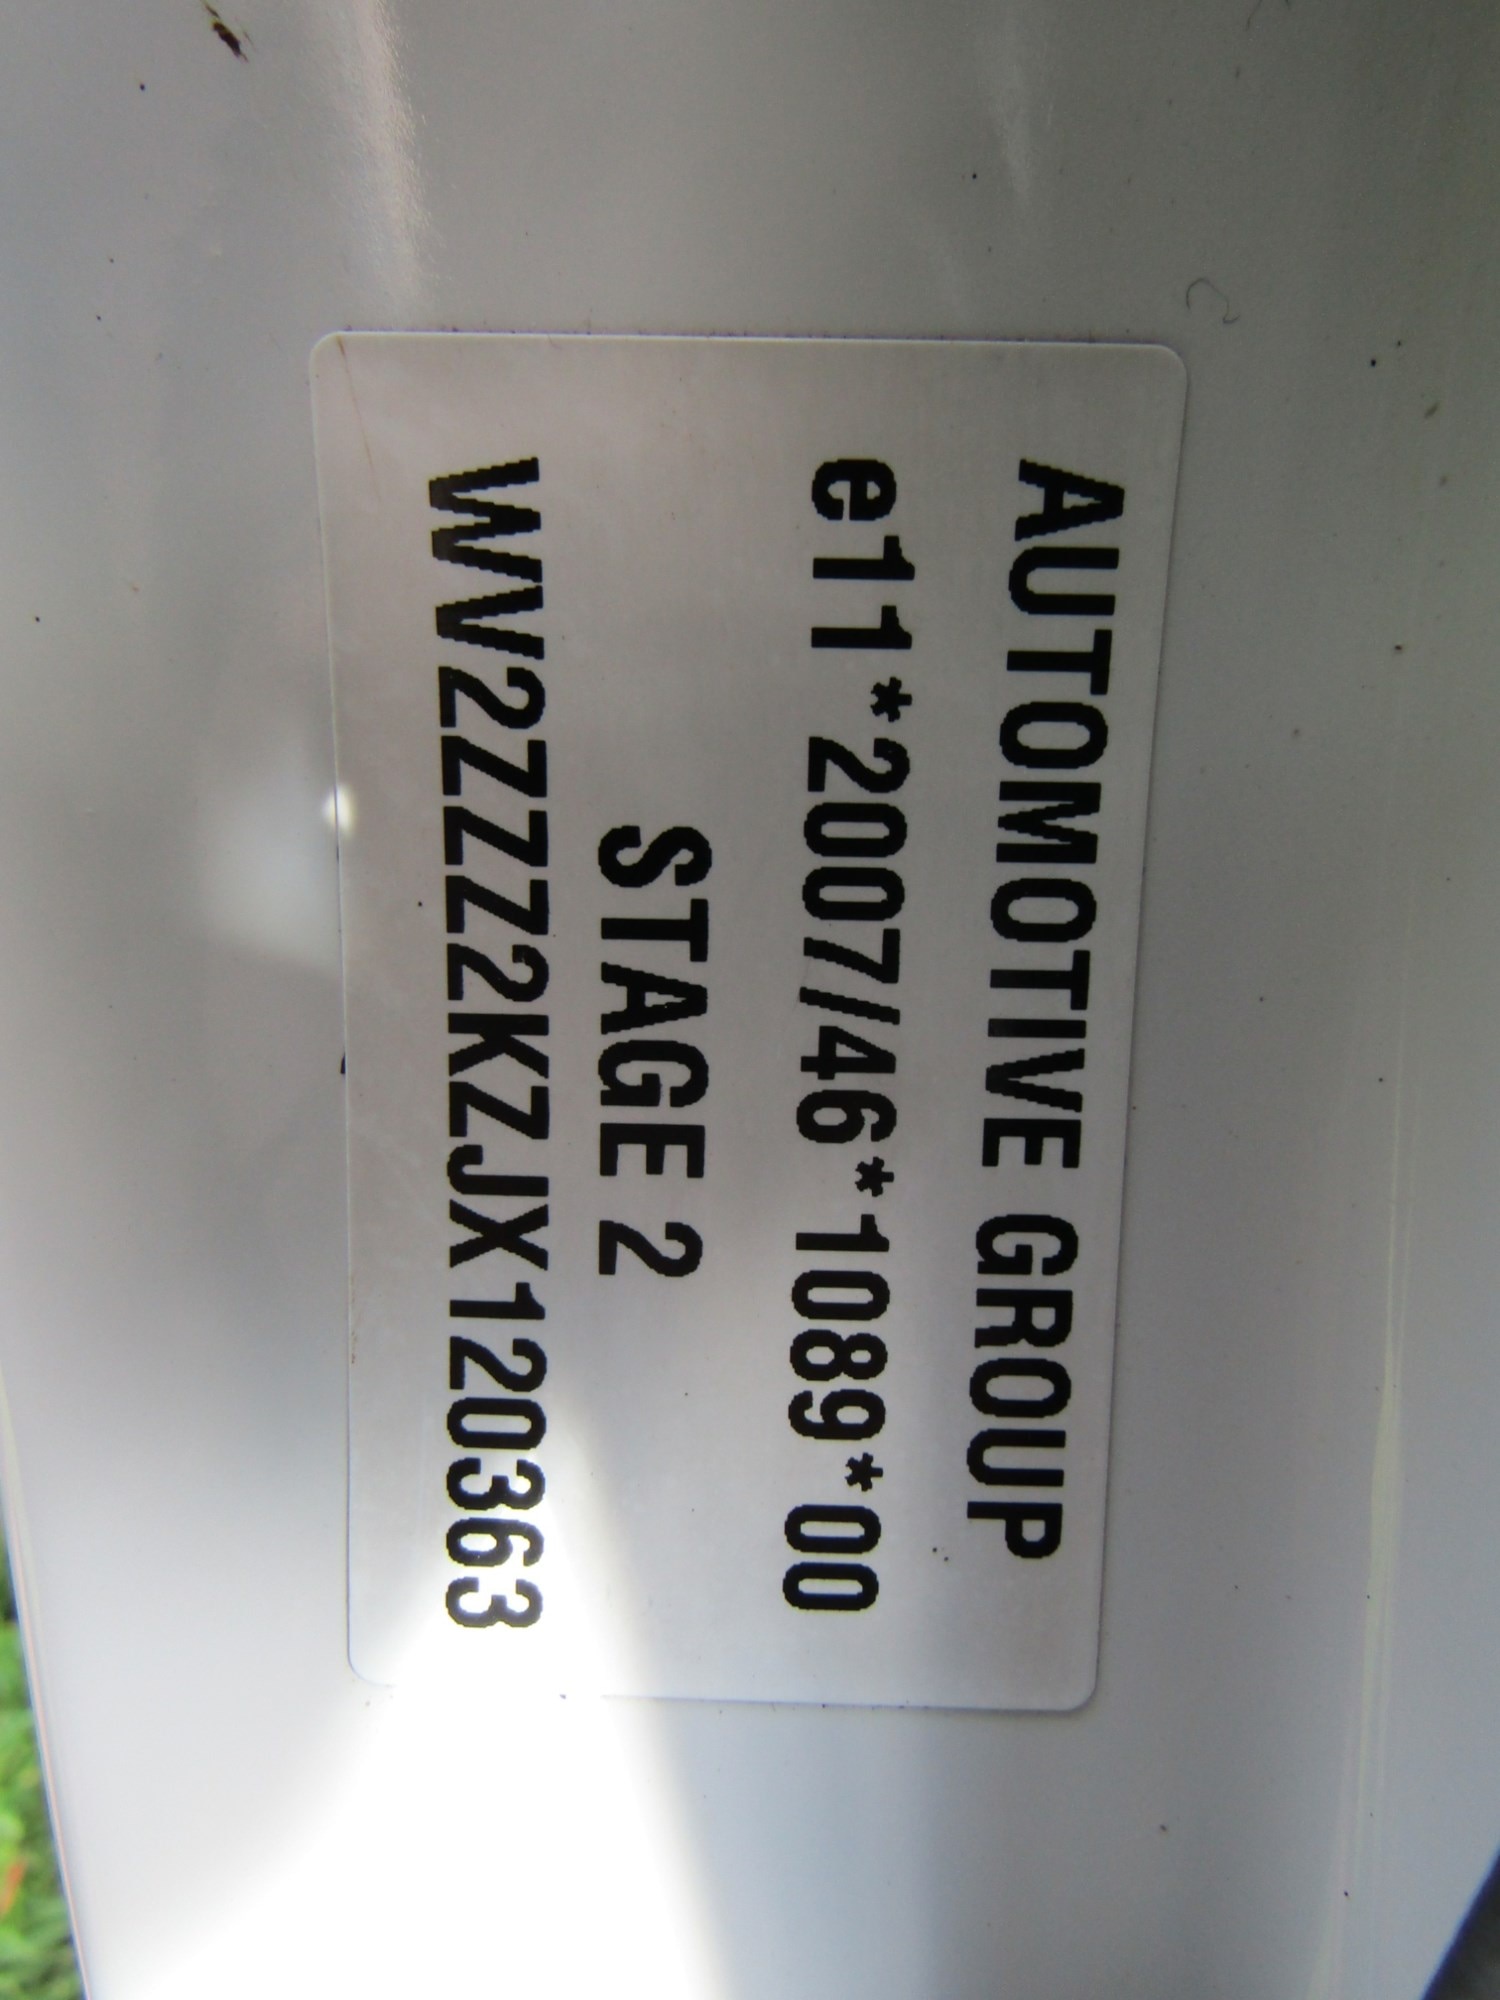 AUTOMOTIVE GROUP
e11*2007/46*1089*00
STAGE 2
WV2ZZZ2KZJX120363